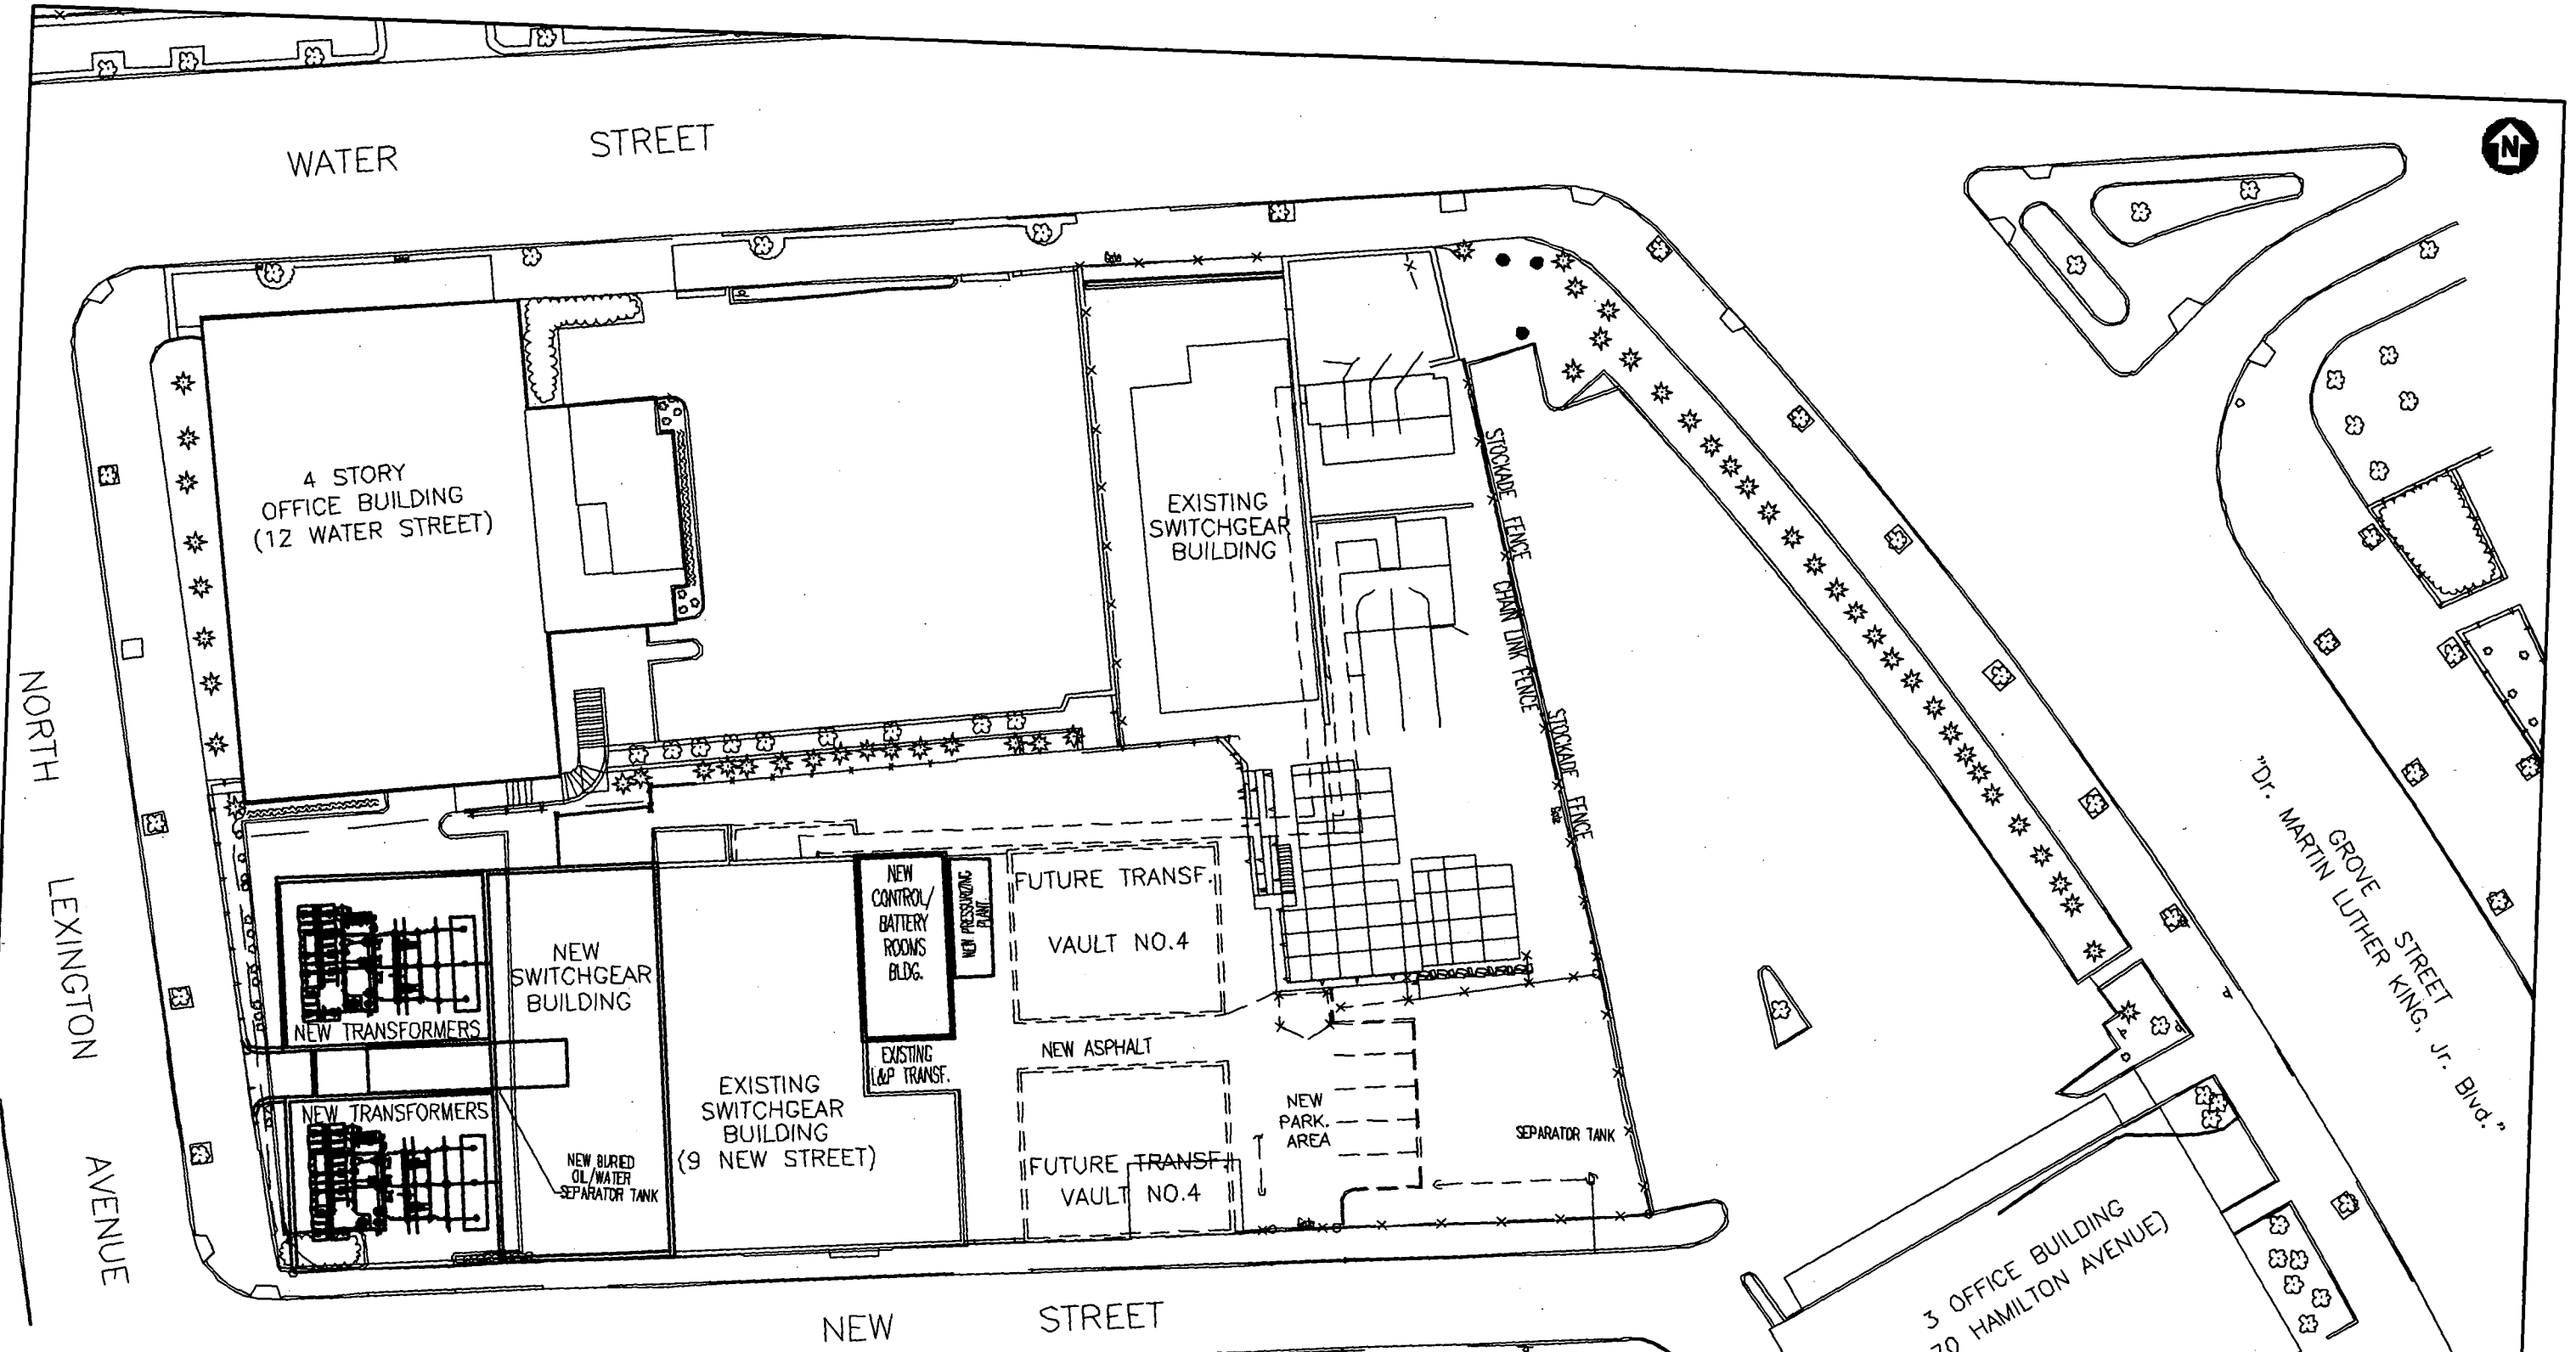 WATER STREET
N
Gate
4 STORY
OFFICE BUILDING
(12 WATER STREET)
EXISTING
SWITCHGEAR
BUILDING
STOCKADE FENCE
CHAIN LINK FENCE
STOCKADE FENCE
Gate
NORTH LEXINGTON AVENUE
GROVE STREET
"Dr. MARTIN LUTHER KING, Jr. Blvd."
NEW TRANSFORMERS
NEW
SWITCHGEAR
BUILDING
NEW
CONTROL/
BATTERY
ROOMS
BLDG.
NEW PRESSURIZING
PLANT.
FUTURE TRANSF.
VAULT NO.4
EXISTING
L&P TRANSF.
NEW ASPHALT
NEW TRANSFORMERS
NEW BURIED
OIL/WATER
SEPARATOR TANK
EXISTING
SWITCHGEAR
BUILDING
(9 NEW STREET)
FUTURE TRANSF.
VAULT NO.4
NEW
PARK.
AREA
SEPARATOR TANK
Gate
NEW STREET
3 OFFICE BUILDING
70 HAMILTON AVENUE)